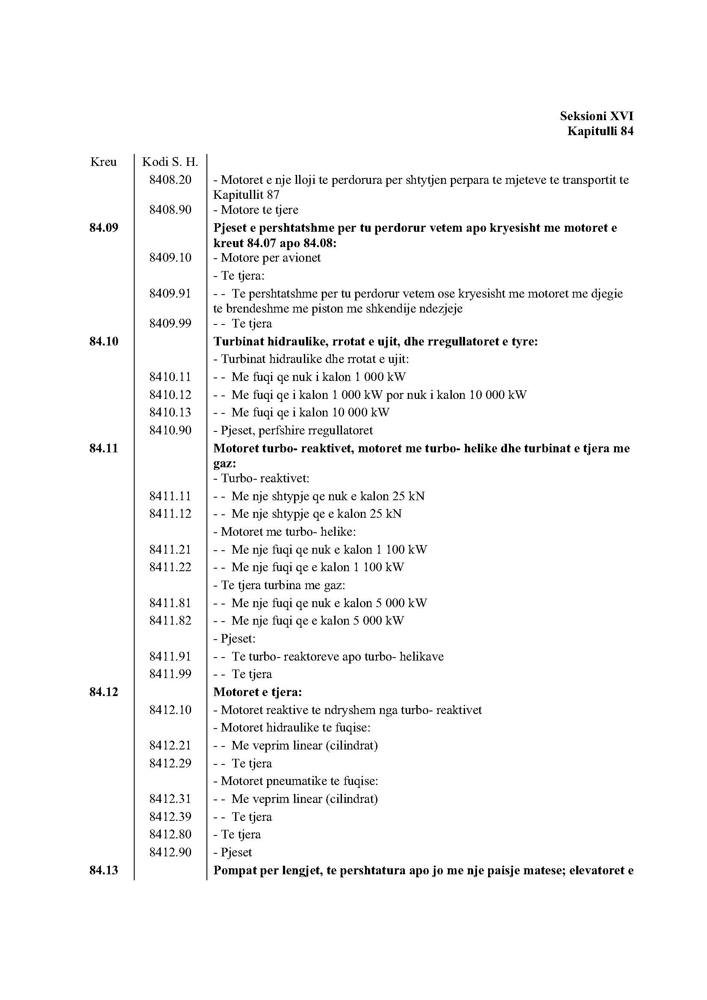 Seksioni XVI
Kapitulli 84
Kreu Kodi S. H.
8408.20 - Motoret e nje lloji te perdorura per shtytjen perpara te mjeteve te transportit te
Kapitullit 87
8408.90 - Motore te tjere
84.09 Pjeset e pershtatshme per tu perdorur vetem apo kryesisht me motoret e
kreut 84.07 apo 84.08:
8409.10 - Motore per avionet
- Te tjera:
8409.91 - - Te pershtatshme per tu perdorur vetem ose kryesisht me motoret me djegie
te brendeshme me piston me shkendije ndezjeje
8409.99 - - Te tjera
84.10 Turbinat hidraulike, rrotat e ujit, dhe rregullatoret e tyre:
- Turbinat hidraulike dhe rrotat e ujit:
8410.11 - - Me fuqi qe nuk i kalon 1 000 kW
8410.12 - - Me fuqi qe i kalon 1 000 kW por nuk i kalon 10 000 kW
8410.13 - - Me fuqi qe i kalon 10 000 kW
8410.90 - Pjeset, perfshire rregullatoret
84.11 Motoret turbo- reaktivet, motoret me turbo- helike dhe turbinat e tjera me
gaz:
- Turbo- reaktivet:
8411.11 - - Me nje shtypje qe nuk e kalon 25 kN
8411.12 - - Me nje shtypje qe e kalon 25 kN
- Motoret me turbo- helike:
8411.21 - - Me nje fuqi qe nuk e kalon 1 100 kW
8411.22 - - Me nje fuqi qe e kalon 1 100 kW
- Te tjera turbina me gaz:
8411.81 - - Me nje fuqi qe nuk e kalon 5 000 kW
8411.82 - - Me nje fuqi qe e kalon 5 000 kW
- Pjeset:
8411.91 - - Te turbo- reaktoreve apo turbo- helikave
8411.99 - - Te tjera
84.12 Motoret e tjera:
8412.10 - Motoret reaktive te ndryshem nga turbo- reaktivet
- Motoret hidraulike te fuqise:
8412.21 - - Me veprim linear (cilindrat)
8412.29 - - Te tjera
- Motoret pneumatike te fuqise:
8412.31 - - Me veprim linear (cilindrat)
8412.39 - - Te tjera
8412.80 - Te tjera
8412.90 - Pjeset
84.13 Pompat per lengjet, te pershtatura apo jo me nje paisje matese; elevatoret e